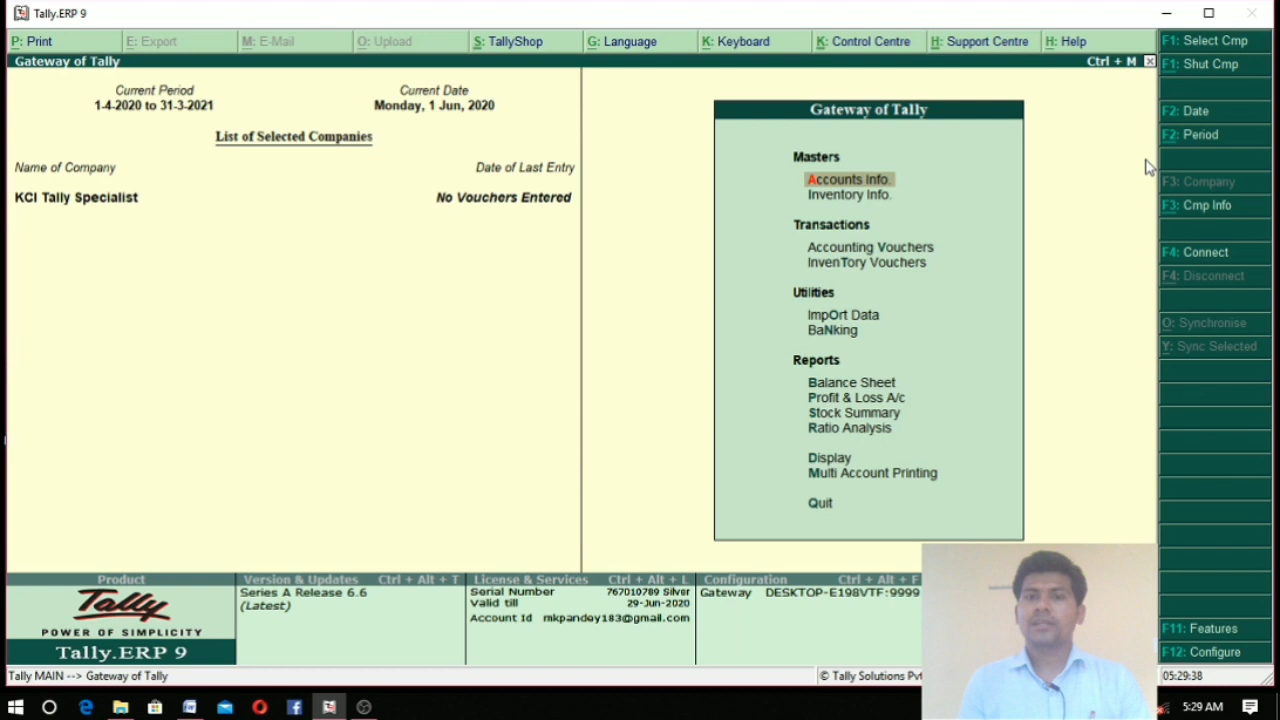 Tally.ERP 9
P: Print
E: Export
M: E-Mail
O: Upload
S: TallyShop
G: Language
K: Keyboard
K: Control Centre
H: Support Centre
H: Help
Gateway of Tally
Ctrl + M
Current Period
1-4-2020 to 31-3-2021
Current Date
Monday, 1 Jun, 2020
List of Selected Companies
Name of Company
Date of Last Entry
KCI Tally Specialist
No Vouchers Entered
Gateway of Tally
Masters
Accounts Info.
Inventory Info.
Transactions
Accounting Vouchers
InvenTory Vouchers
Utilities
ImpOrt Data
BaNking
Reports
Balance Sheet
Profit & Loss A/c
Stock Summary
Ratio Analysis
Display
Multi Account Printing
Quit
F1: Select Cmp
F1: Shut Cmp
F2: Date
F2: Period
F3: Company
F3: Cmp Info
F4: Connect
F4: Disconnect
O: Synchronise
Y: Sync Selected
F11: Features
F12: Configure
Product
Tally
POWER OF SIMPLICITY
Tally.ERP 9
Version & Updates Ctrl + Alt + T
Series A Release 6.6
(Latest)
License & Services Ctrl + Alt + L
Serial Number 767010789 Silver
Valid till 29-Jun-2020
Account Id mkpandey183@gmail.com
Configuration Ctrl + Alt + F
Gateway DESKTOP-E198VTF:9999
Tally MAIN --> Gateway of Tally
© Tally Solutions Pvt
05:29:38
5:29 AM